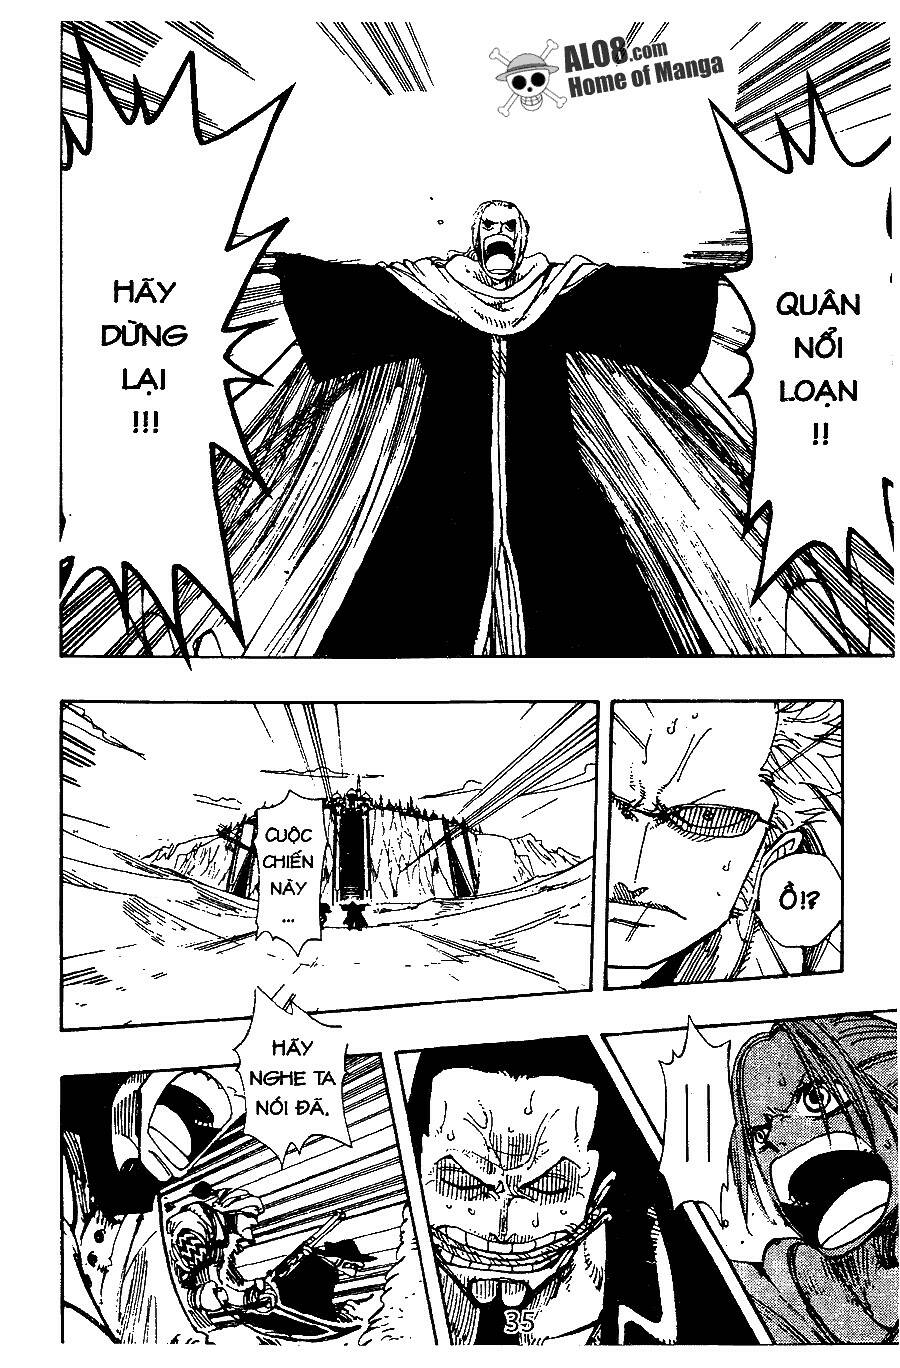 ALO8.com
Home of Manga
QUÂN
NỔI
LOẠN
!!
HÃY
DỪNG
LẠI
!!!
Ồ!?
CUỘC
CHIẾN
NÀY
...
HÃY
NGHE TA
NÓI ĐÃ.
35